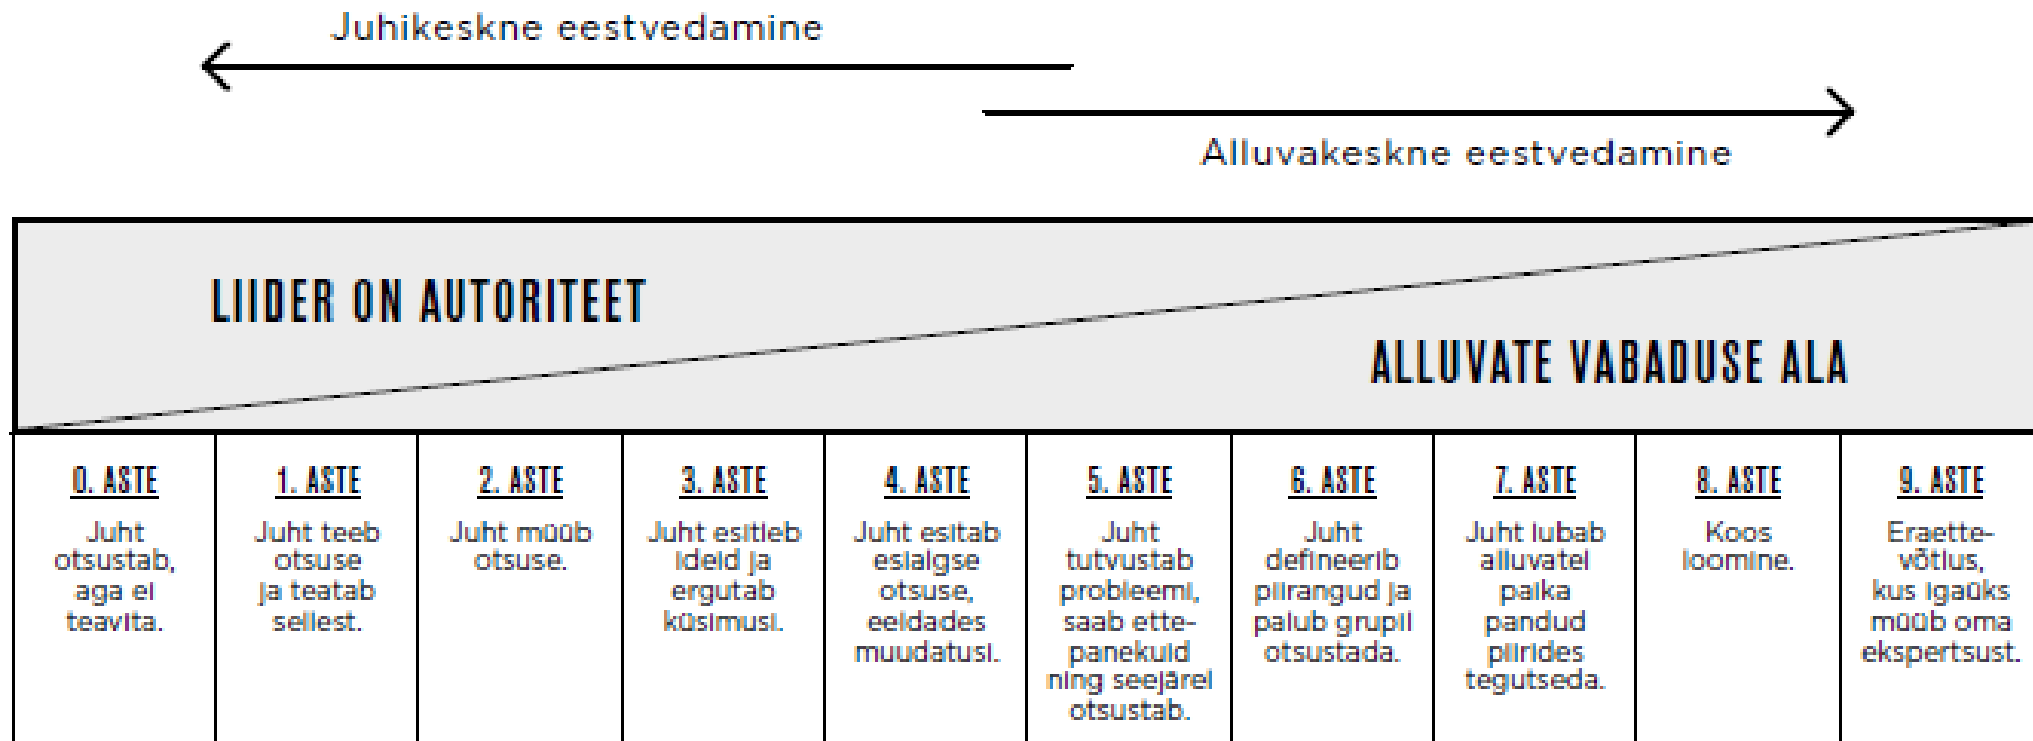 Juhikeskne eestvedamine
Alluvakeskne eestvedamine
LIIDER ON AUTORITEET
ALLUVATE VABADUSE ALA
0. ASTE
Juht
otsustab,
aga ei
teavita.
1. ASTE
Juht teeb
otsuse
ja teatab
sellest.
2. ASTE
Juht müüb
otsuse.
3. ASTE
Juht esitleb
ideid ja
ergutab
küsimusi.
4. ASTE
Juht esitab
esialgse
otsuse,
eeldades
muudatusi.
5. ASTE
Juht
tutvustab
probleemi,
saab ette-
panekuid
ning seejärel
otsustab.
6. ASTE
Juht
defineerib
piirangud ja
palub grupil
otsustada.
7. ASTE
Juht lubab
alluvatel
paika
pandud
piirides
tegutseda.
8. ASTE
Koos
loomine.
9. ASTE
Eraette-
võtlus,
kus igaüks
müüb oma
ekspertsust.